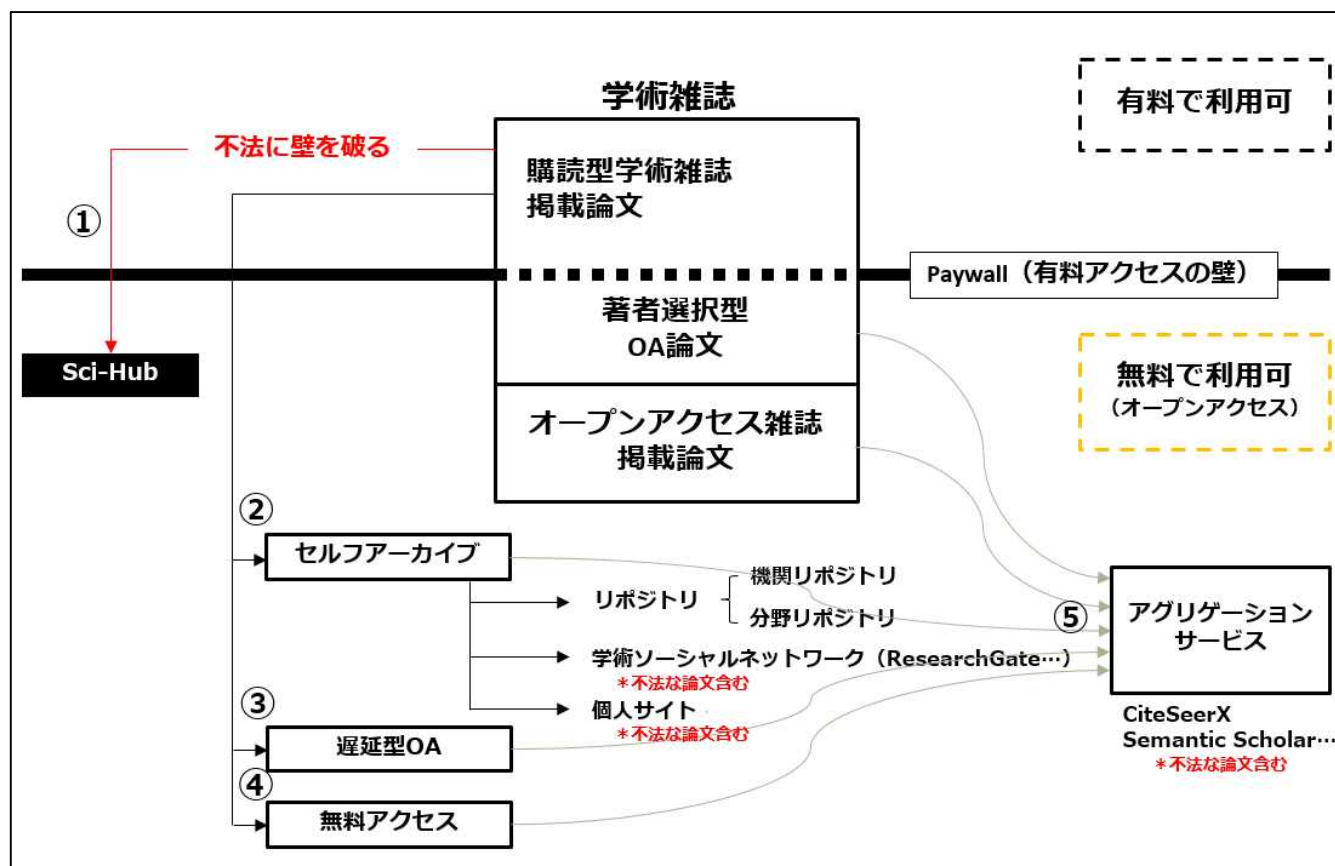 学術雑誌
有料で利用可
不法に壁を破る
購読型学術雑誌
掲載論文
①
Paywall（有料アクセスの壁）
著者選択型
OA論文
Sci-Hub
無料で利用可
（オープンアクセス）
オープンアクセス雑誌
掲載論文
②
セルフアーカイブ
リポジトリ
機関リポジトリ
分野リポジトリ
⑤
アグリゲーション
サービス
学術ソーシャルネットワーク（ResearchGate…）
＊不法な論文含む
個人サイト
＊不法な論文含む
③
遅延型OA
CiteSeerX
Semantic Scholar…
＊不法な論文含む
④
無料アクセス